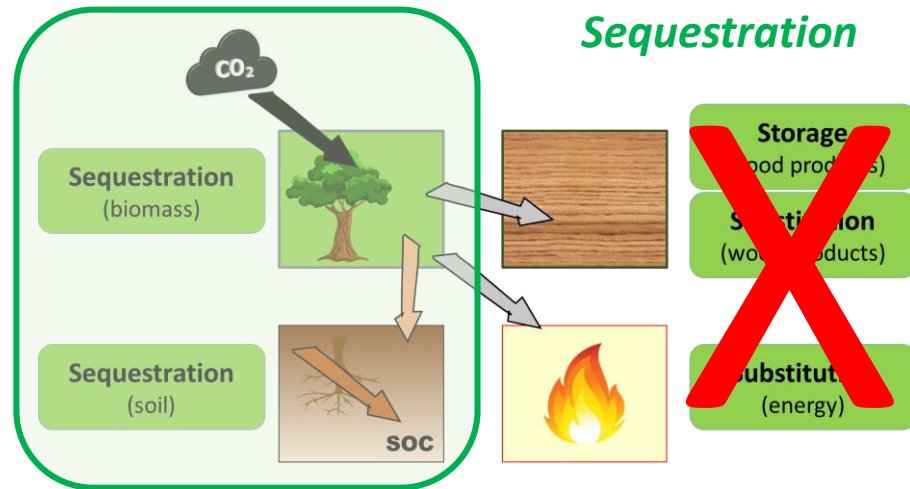 Sequestration
CO₂
Sequestration
(biomass)
Storage
(wood products)
Substitution
(wood products)
Sequestration
(soil)
SOC
Substitution
(energy)